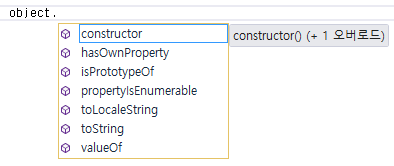 object.
constructor
constructor() (+ 1 오버로드)
hasOwnProperty
isPrototypeOf
propertyIsEnumerable
toLocaleString
toString
valueOf